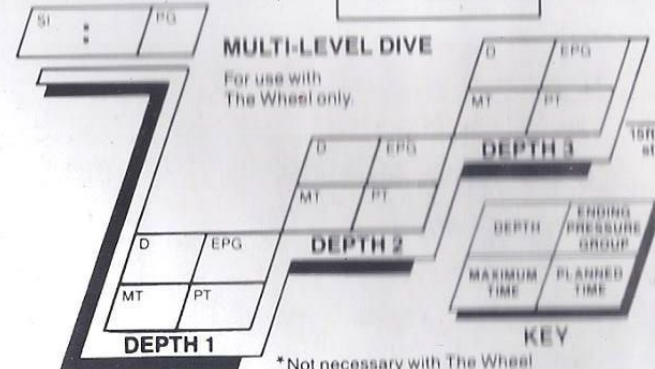 SI : PG
MULTI-LEVEL DIVE
For use with
The Wheel only.
D EPG
MT PT
DEPTH 3
15F
st
D EPG
MT PT
DEPTH 2
D EPG
MT PT
DEPTH 1
DEPTH
ENDING
PRESSURE
GROUP
MAXIMUM
TIME
PLANNED
TIME
KEY
*Not necessary with The Wheel